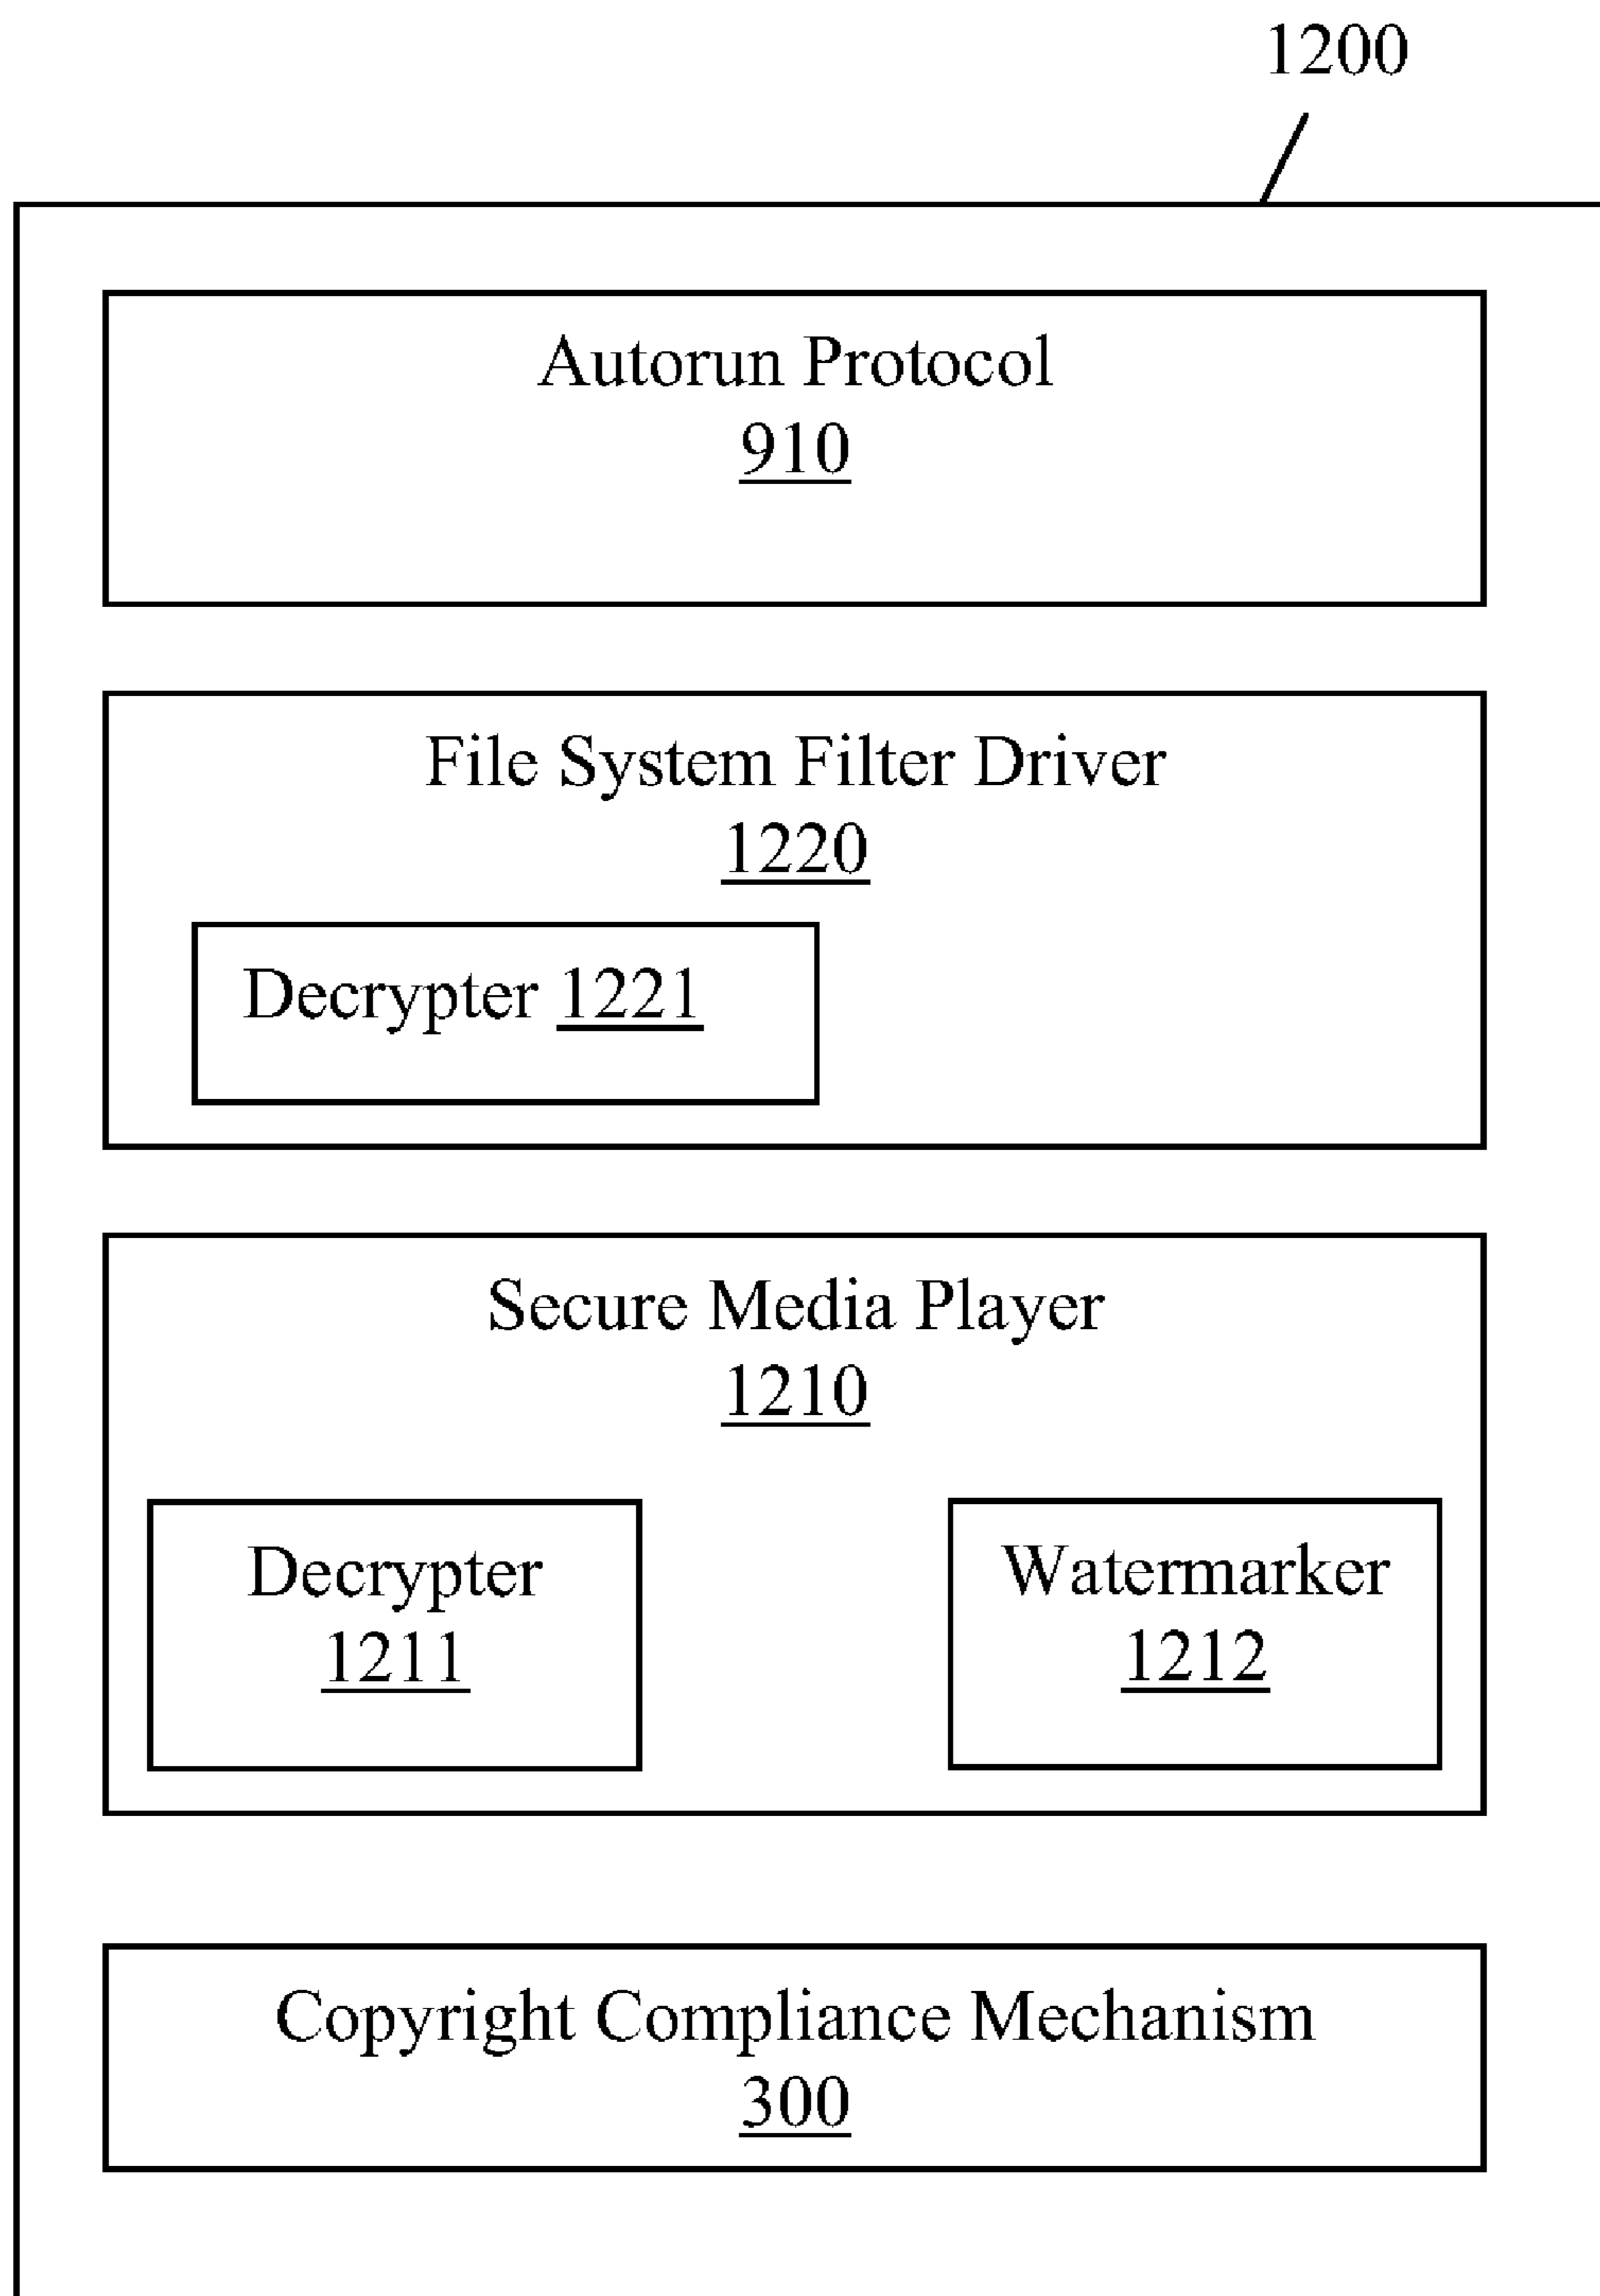 1200
Autorun Protocol
910
File System Filter Driver
1220
Decrypter 1221
Secure Media Player
1210
Decrypter
1211
Watermarker
1212
Copyright Compliance Mechanism
300